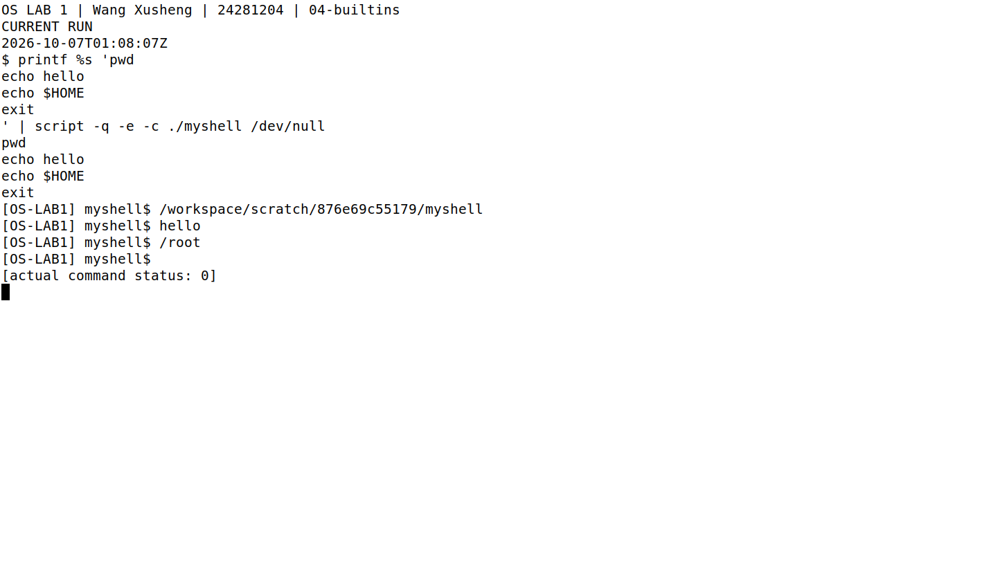 OS LAB 1 | Wang Xusheng | 24281204 | 04-builtins
CURRENT RUN
2026-10-07T01:08:07Z
$ printf %s 'pwd
echo hello
echo $HOME
exit
' | script -q -e -c ./myshell /dev/null
pwd
echo hello
echo $HOME
exit
[OS-LAB1] myshell$ /workspace/scratch/876e69c55179/myshell
[OS-LAB1] myshell$ hello
[OS-LAB1] myshell$ /root
[OS-LAB1] myshell$
[actual command status: 0]